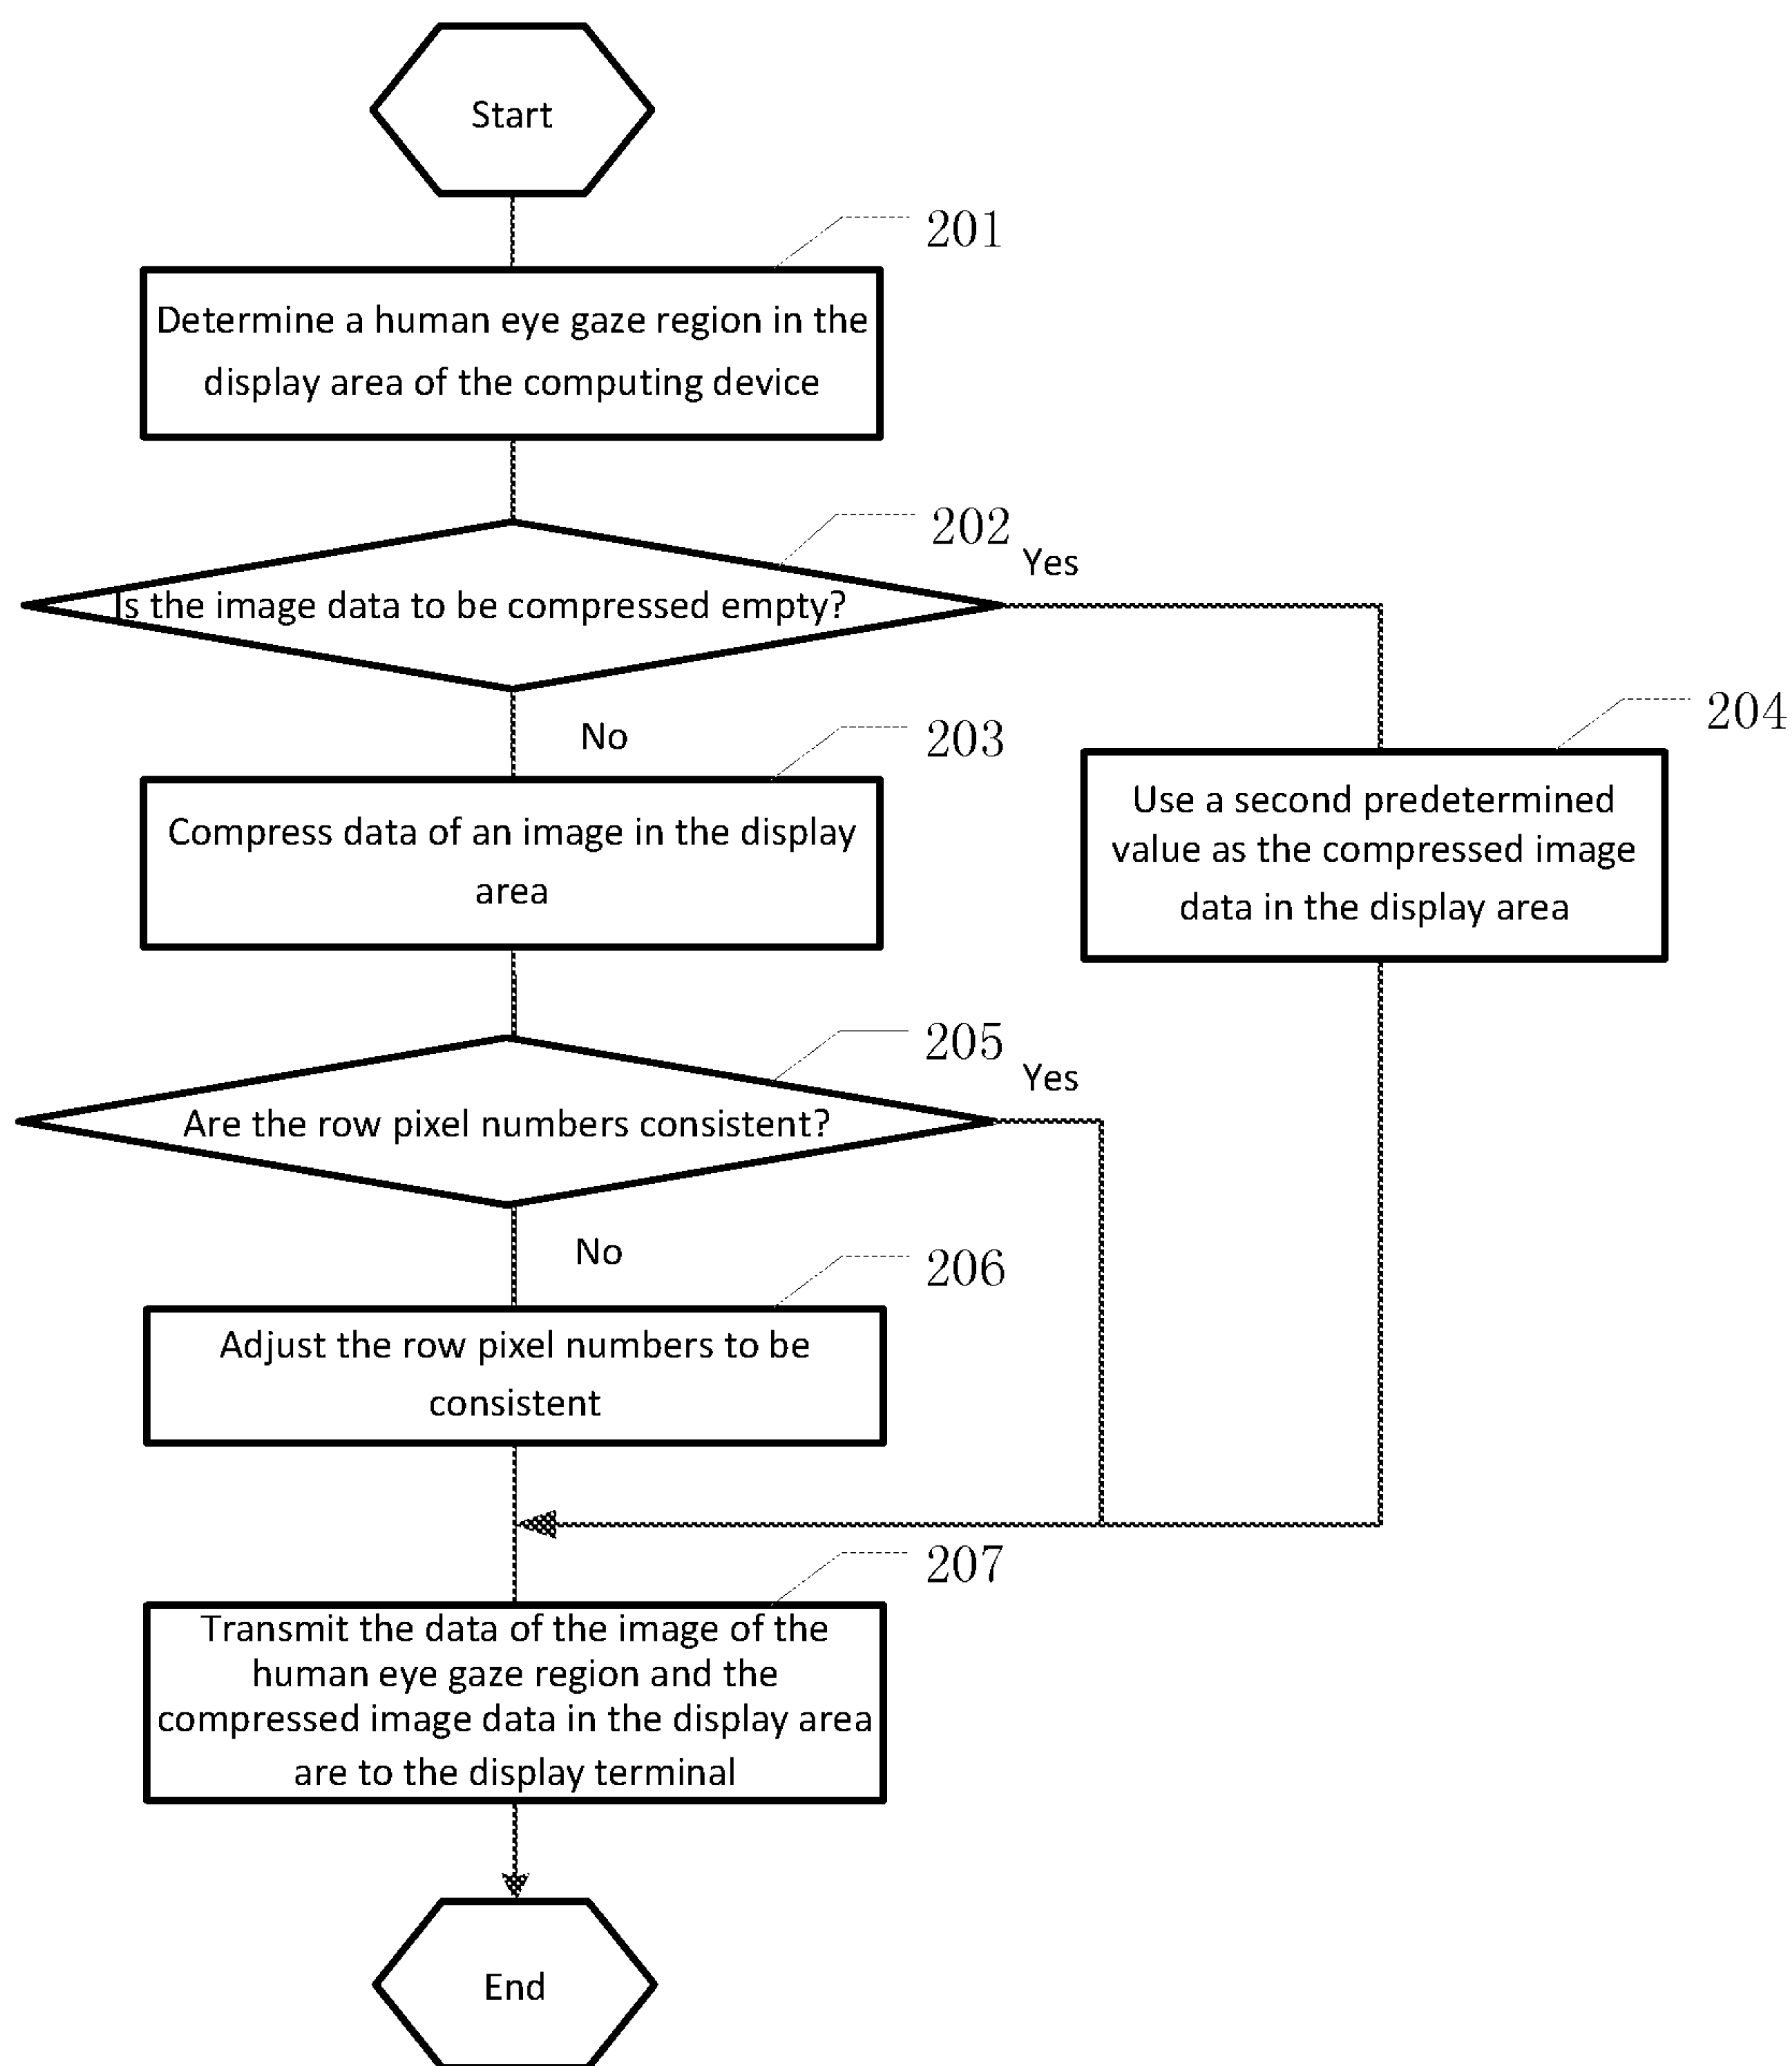 Start
201
Determine a human eye gaze region in the
display area of the computing device
202
Yes
Is the image data to be compressed empty?
No
203
204
Compress data of an image in the display
area
Use a second predetermined
value as the compressed image
data in the display area
205
Yes
Are the row pixel numbers consistent?
No
206
Adjust the row pixel numbers to be
consistent
207
Transmit the data of the image of the
human eye gaze region and the
compressed image data in the display area
are to the display terminal
End